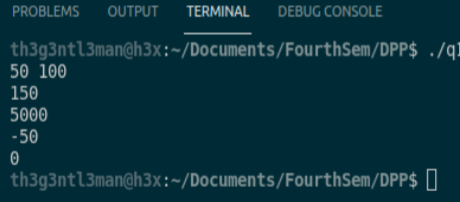 PROBLEMS OUTPUT TERMINAL DEBUG CONSOLE
th3g3ntl3man@h3x:~/Documents/FourthSem/DPP$ ./q1
50 100
150
5000
-50
0
th3g3ntl3man@h3x:~/Documents/FourthSem/DPP$